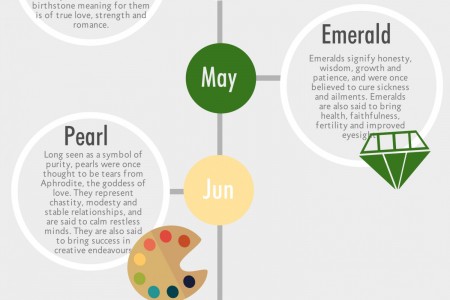 birthstone meaning for them
is of true love, strength and
romance.
May
Emerald
Emeralds signify honesty,
wisdom, growth and
patience, and were once
believed to cure sickness
and ailments. Emeralds
are also said to bring
health, faithfulness,
fertility and improved
Jun
Pearl
Long seen as a symbol of
purity, pearls were once
thought to be tears from
Aphrodite, the goddess of
love. They represent
chastity, modesty and
stable relationships, and
are said to calm restless
minds. They are also said
to bring success in
creative endeavours